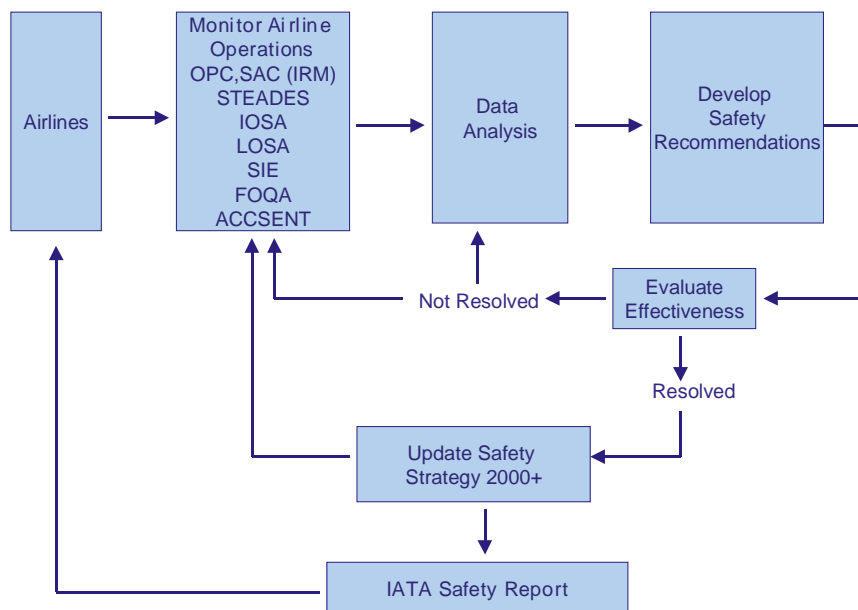 Airlines
Monitor Airline
Operations
OPC,SAC (IRM)
STEADES
IOSA
LOSA
SIE
FOQA
ACCSENT
Data
Analysis
Develop
Safety
Recommendations
Not Resolved
Evaluate
Effectiveness
Resolved
Update Safety
Strategy 2000+
IATA Safety Report